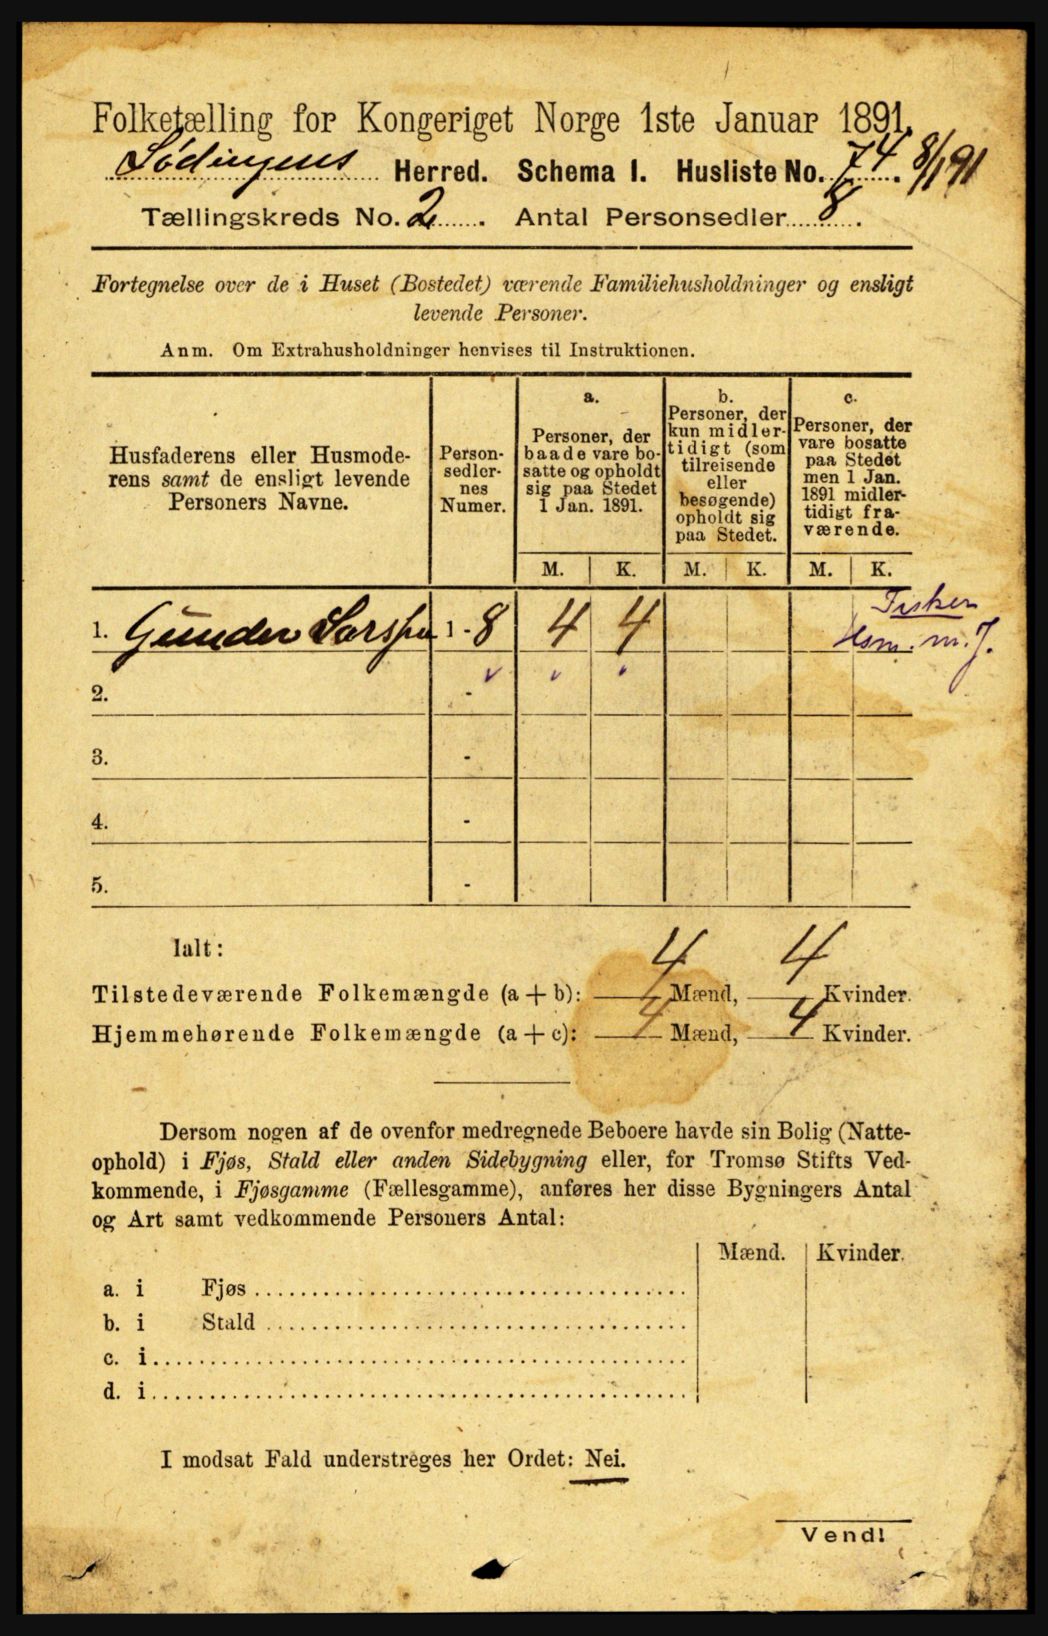 Folketælling for Kongeriget Norge 1ste Januar 1891.
Lødingens Herred. Schema I. Husliste No. 74. 8/1 91
Tællingskreds No. 2. Antal Personsedler 8.
Fortegnelse over de i Huset (Bostedet) værende Familiehusholdninger og ensligt
levende Personer.
Anm. Om Extrahusholdninger henvises til Instruktionen.
Husfaderens eller Husmoderens samt de ensligt levende Personers Navne.
Personsedlernes Numer.
a. Personer, der baade vare bosatte og opholdt sig paa Stedet 1 Jan. 1891.
b. Personer, der kun midlertidigt (som tilreisende eller besøgende) opholdt sig paa Stedet.
c. Personer, der vare bosatte paa Stedet men 1 Jan. 1891 midlertidigt fraværende.
M. K. M. K. M. K.
1. Gunder 1 - 8 4 4 Fisker
Hsm. m. J.
2. -
3. -
4. -
5. -
Ialt:
Tilstedeværende Folkemængde (a + b): 4 Mænd, 4 Kvinder.
Hjemmehørende Folkemængde (a + c): 4 Mænd, 4 Kvinder.
Dersom nogen af de ovenfor medregnede Beboere havde sin Bolig (Natte-
ophold) i Fjøs, Stald eller anden Sidebygning eller, for Tromsø Stifts Ved-
kommende, i Fjøsgamme (Fællesgamme), anføres her disse Bygningers Antal
og Art samt vedkommende Personers Antal:
Mænd. Kvinder.
a. i Fjøs
b. i Stald
c. i
d. i
I modsat Fald understreges her Ordet: Nei.
Vend!